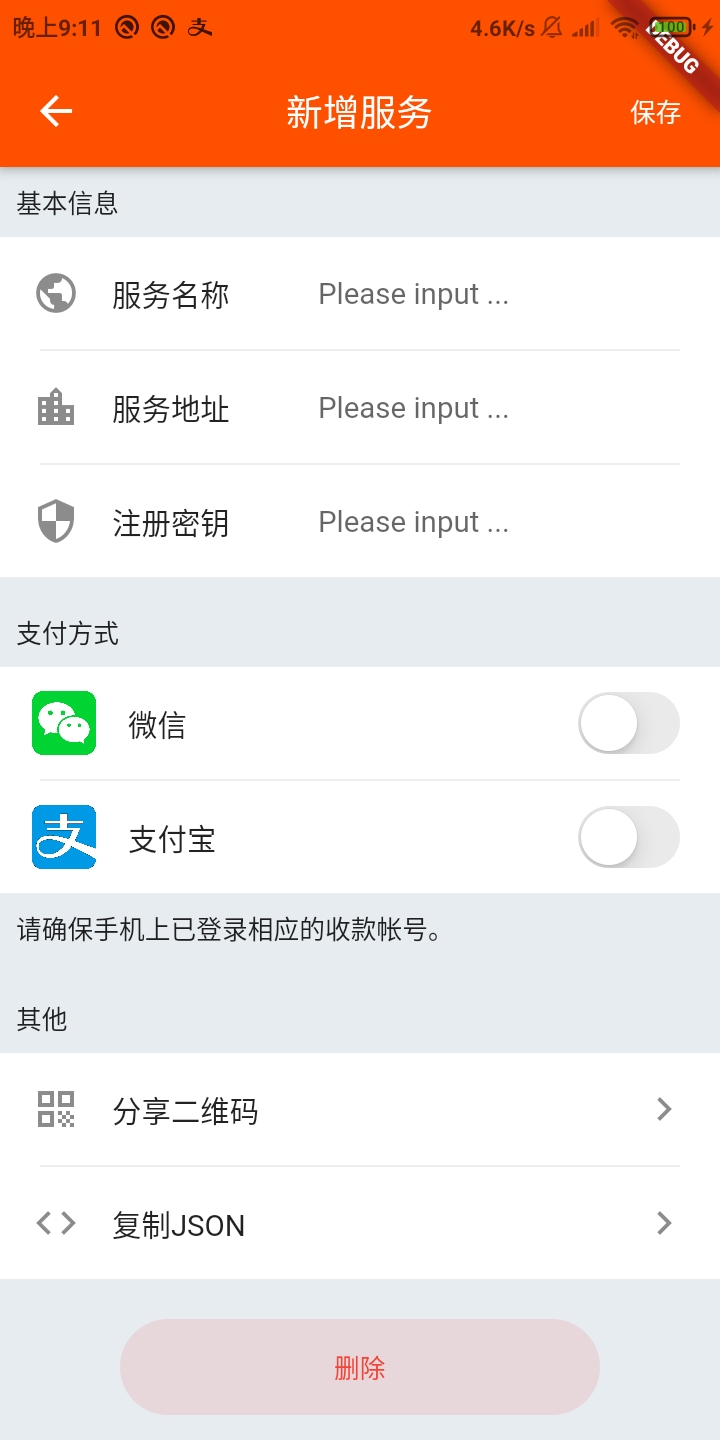 晚上9:11 4.6K/s 100
DEBUG
新增服务 保存
基本信息
服务名称 Please input ...
服务地址 Please input ...
注册密钥 Please input ...
支付方式
微信
支 支付宝
请确保手机上已登录相应的收款帐号。
其他
分享二维码
复制JSON
删除